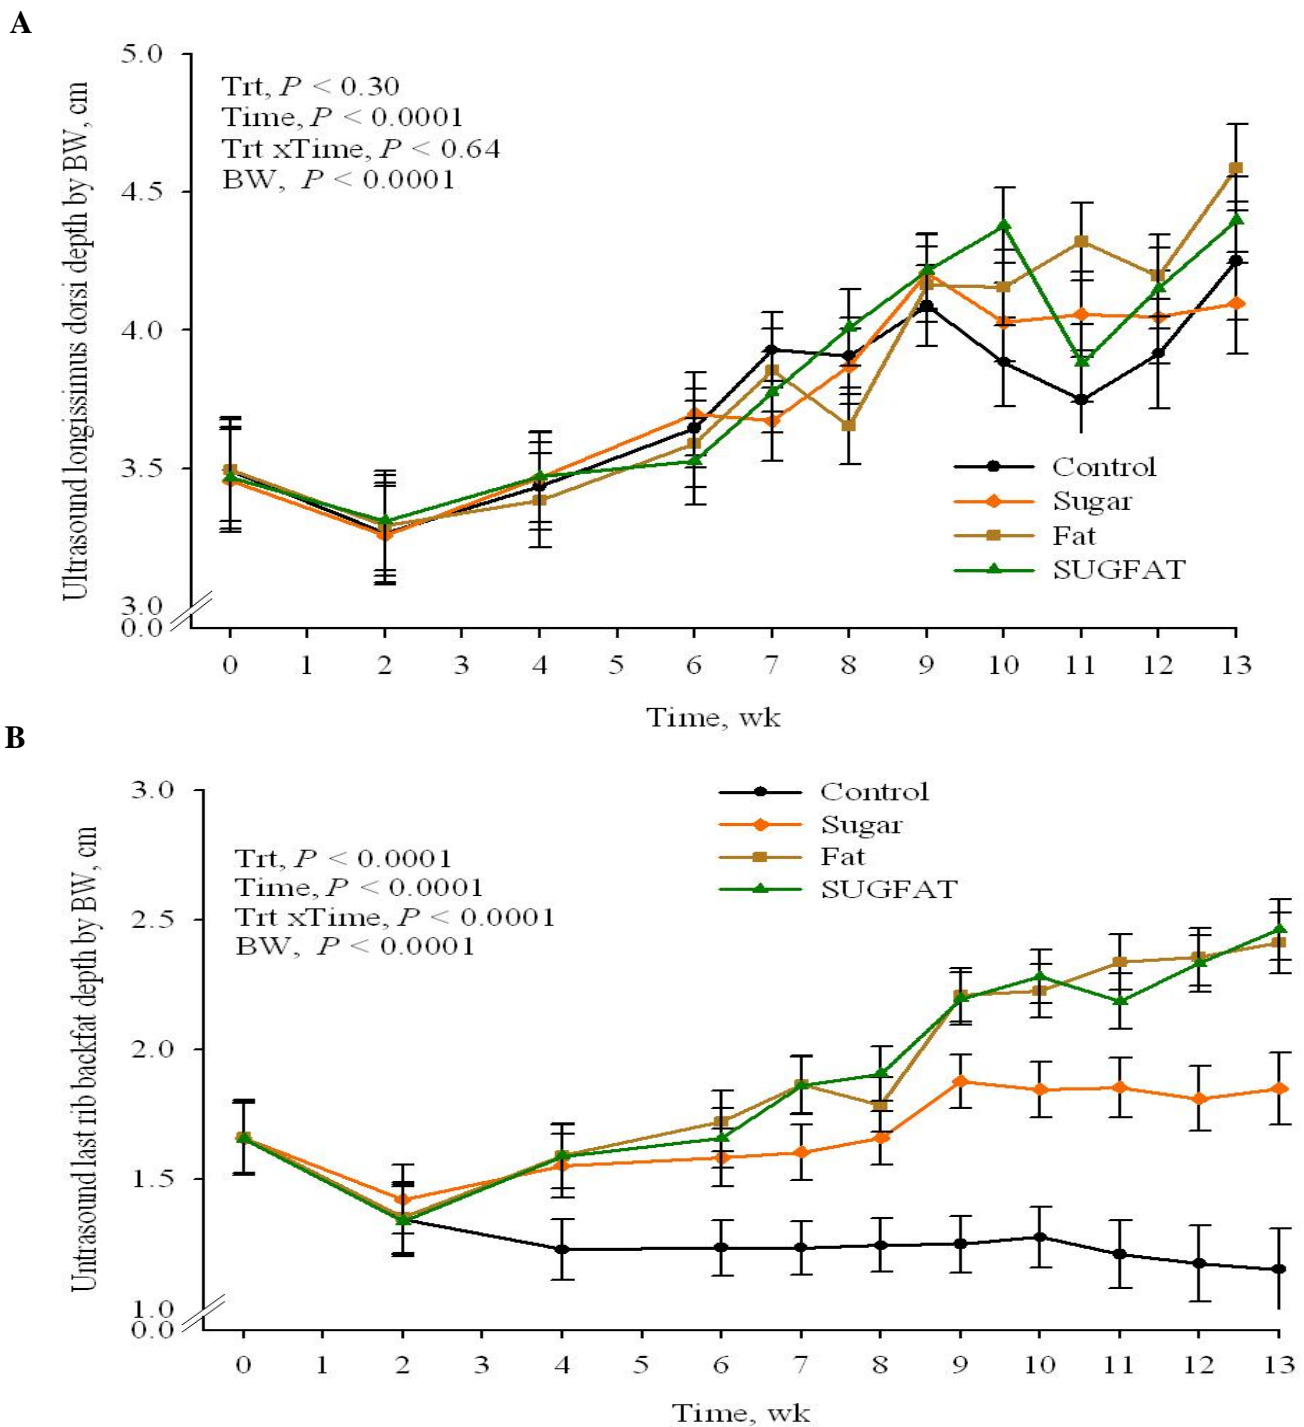 A
Ultrasound longissimus dorsi depth by BW, cm
5.0
4.5
4.0
3.5
3.0
0.0
Trt, P < 0.30
Time, P < 0.0001
Trt xTime, P < 0.64
BW, P < 0.0001
Control
Sugar
Fat
SUGFAT
0 1 2 3 4 5 6 7 8 9 10 11 12 13
Time, wk
B
Untrasound last rib backfat depth by BW, cm
3.0
2.5
2.0
1.5
1.0
0.0
Control
Sugar
Fat
SUGFAT
Trt, P < 0.0001
Time, P < 0.0001
Trt xTime, P < 0.0001
BW, P < 0.0001
0 1 2 3 4 5 6 7 8 9 10 11 12 13
Time, wk